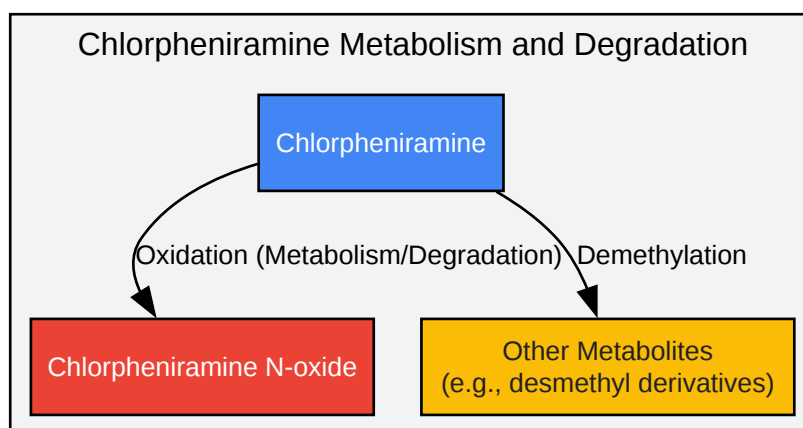 Chlorpheniramine Metabolism and Degradation
Chlorpheniramine
Oxidation (Metabolism/Degradation)
Demethylation
Chlorpheniramine N-oxide
Other Metabolites
(e.g., desmethyl derivatives)